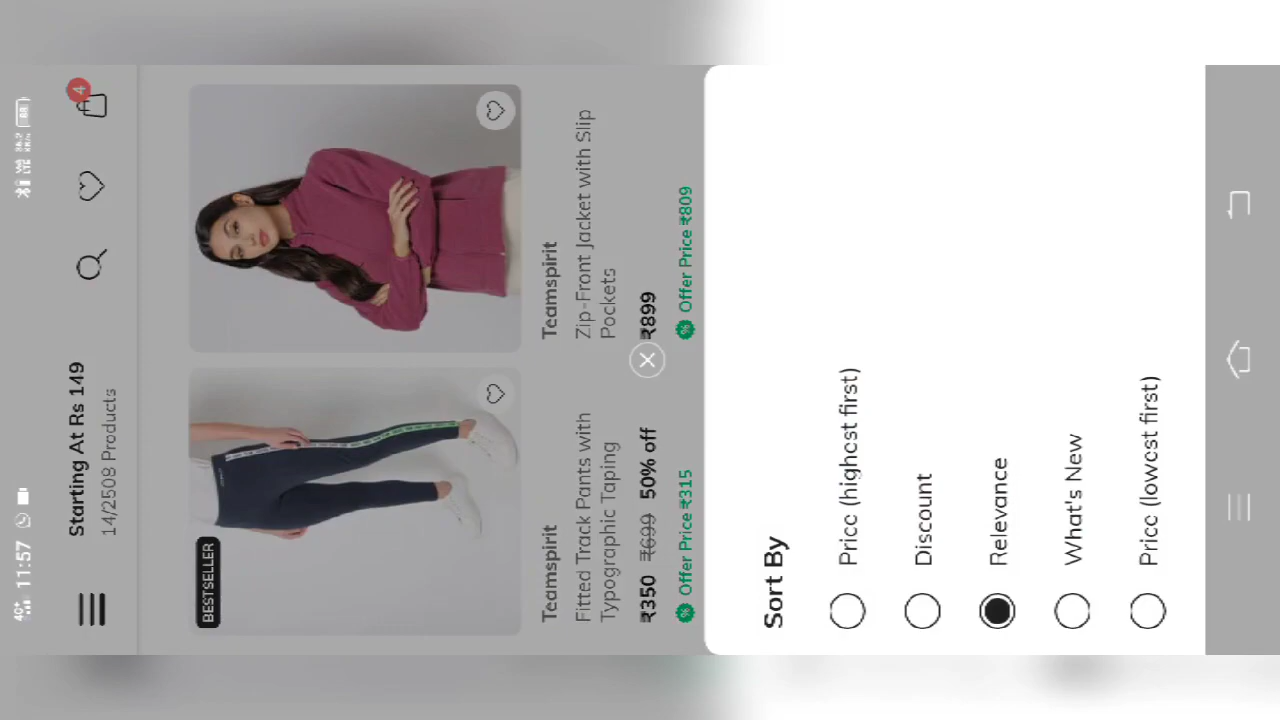 11:57
4
Starting At Rs 149
14/2508 Products
BESTSELLER
Teamspirit
Fitted Track Pants with
Typographic Taping
₹350 ₹699 50% off
Offer Price ₹315
Teamspirit
Zip-Front Jacket with Slip
Pockets
₹899
Offer Price ₹809
Sort By
Price (highest first)
Discount
Relevance
What's New
Price (lowest first)